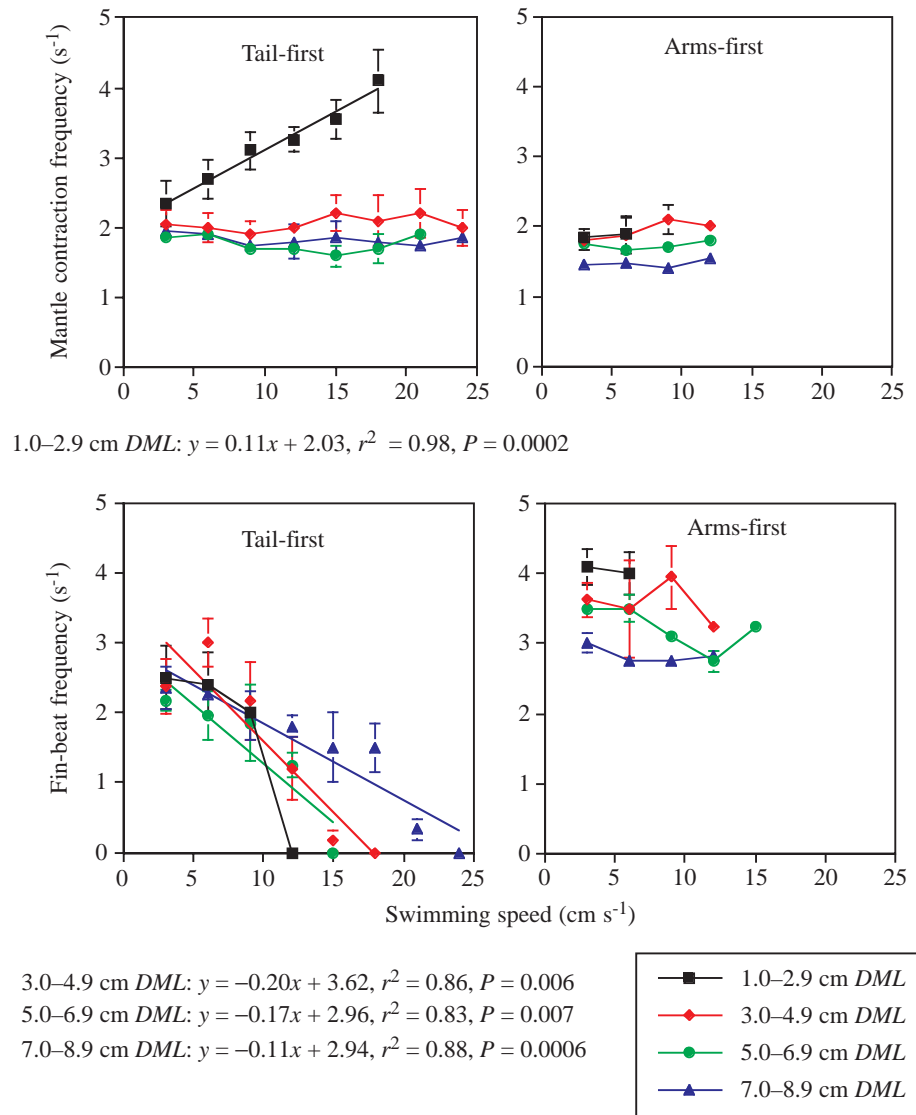 Mantle contraction frequency (s⁻¹)
5
4
3
2
1
0
Tail-first
0 5 10 15 20 25
5
4
3
2
1
0
Arms-first
0 5 10 15 20 25
1.0–2.9 cm DML: y = 0.11x + 2.03, r² = 0.98, P = 0.0002
Fin-beat frequency (s⁻¹)
5
4
3
2
1
0
Tail-first
0 5 10 15 20 25
5
4
3
2
1
0
Arms-first
0 5 10 15 20 25
Swimming speed (cm s⁻¹)
3.0–4.9 cm DML: y = −0.20x + 3.62, r² = 0.86, P = 0.006
5.0–6.9 cm DML: y = −0.17x + 2.96, r² = 0.83, P = 0.007
7.0–8.9 cm DML: y = −0.11x + 2.94, r² = 0.88, P = 0.0006
1.0–2.9 cm DML
3.0–4.9 cm DML
5.0–6.9 cm DML
7.0–8.9 cm DML